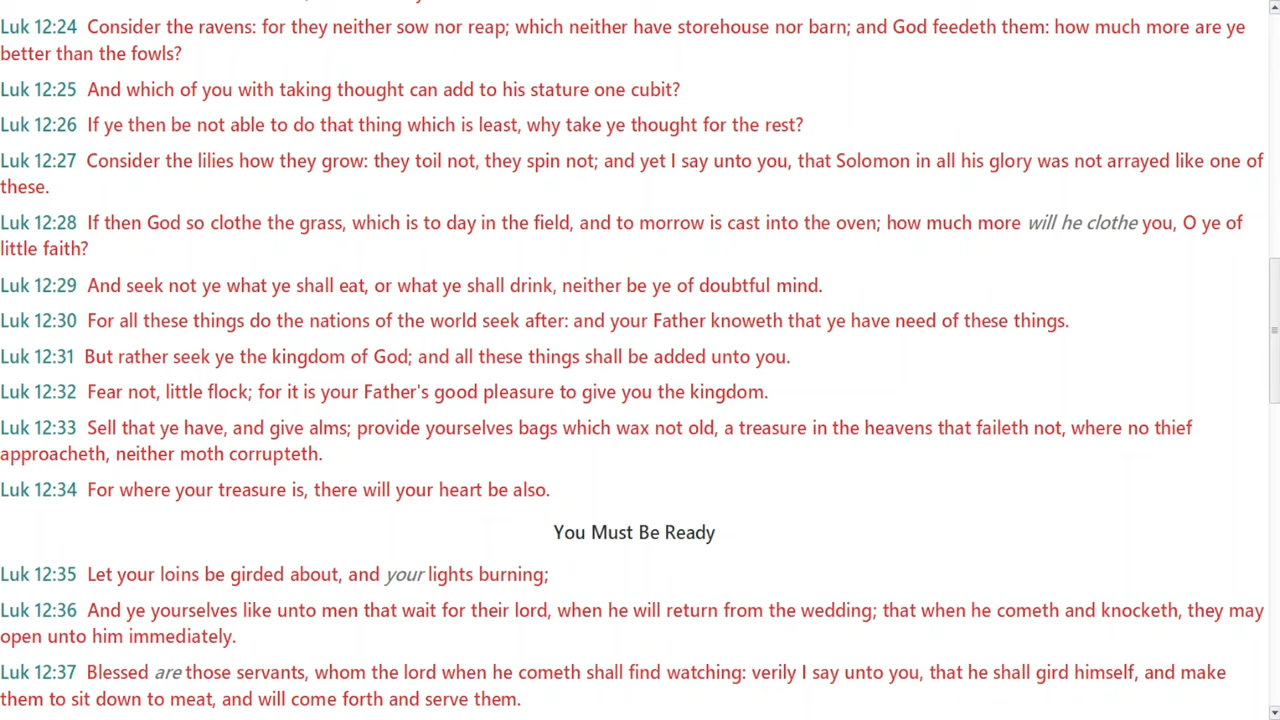 Luk 12:24 Consider the ravens: for they neither sow nor reap; which neither have storehouse nor barn; and God feedeth them: how much more are ye
better than the fowls?
Luk 12:25 And which of you with taking thought can add to his stature one cubit?
Luk 12:26 If ye then be not able to do that thing which is least, why take ye thought for the rest?
Luk 12:27 Consider the lilies how they grow: they toil not, they spin not; and yet I say unto you, that Solomon in all his glory was not arrayed like one of
these.
Luk 12:28 If then God so clothe the grass, which is to day in the field, and to morrow is cast into the oven; how much more will he clothe you, O ye of
little faith?
Luk 12:29 And seek not ye what ye shall eat, or what ye shall drink, neither be ye of doubtful mind.
Luk 12:30 For all these things do the nations of the world seek after: and your Father knoweth that ye have need of these things.
Luk 12:31 But rather seek ye the kingdom of God; and all these things shall be added unto you.
Luk 12:32 Fear not, little flock; for it is your Father's good pleasure to give you the kingdom.
Luk 12:33 Sell that ye have, and give alms; provide yourselves bags which wax not old, a treasure in the heavens that faileth not, where no thief
approacheth, neither moth corrupteth.
Luk 12:34 For where your treasure is, there will your heart be also.
You Must Be Ready
Luk 12:35 Let your loins be girded about, and your lights burning;
Luk 12:36 And ye yourselves like unto men that wait for their lord, when he will return from the wedding; that when he cometh and knocketh, they may
open unto him immediately.
Luk 12:37 Blessed are those servants, whom the lord when he cometh shall find watching: verily I say unto you, that he shall gird himself, and make
them to sit down to meat, and will come forth and serve them.